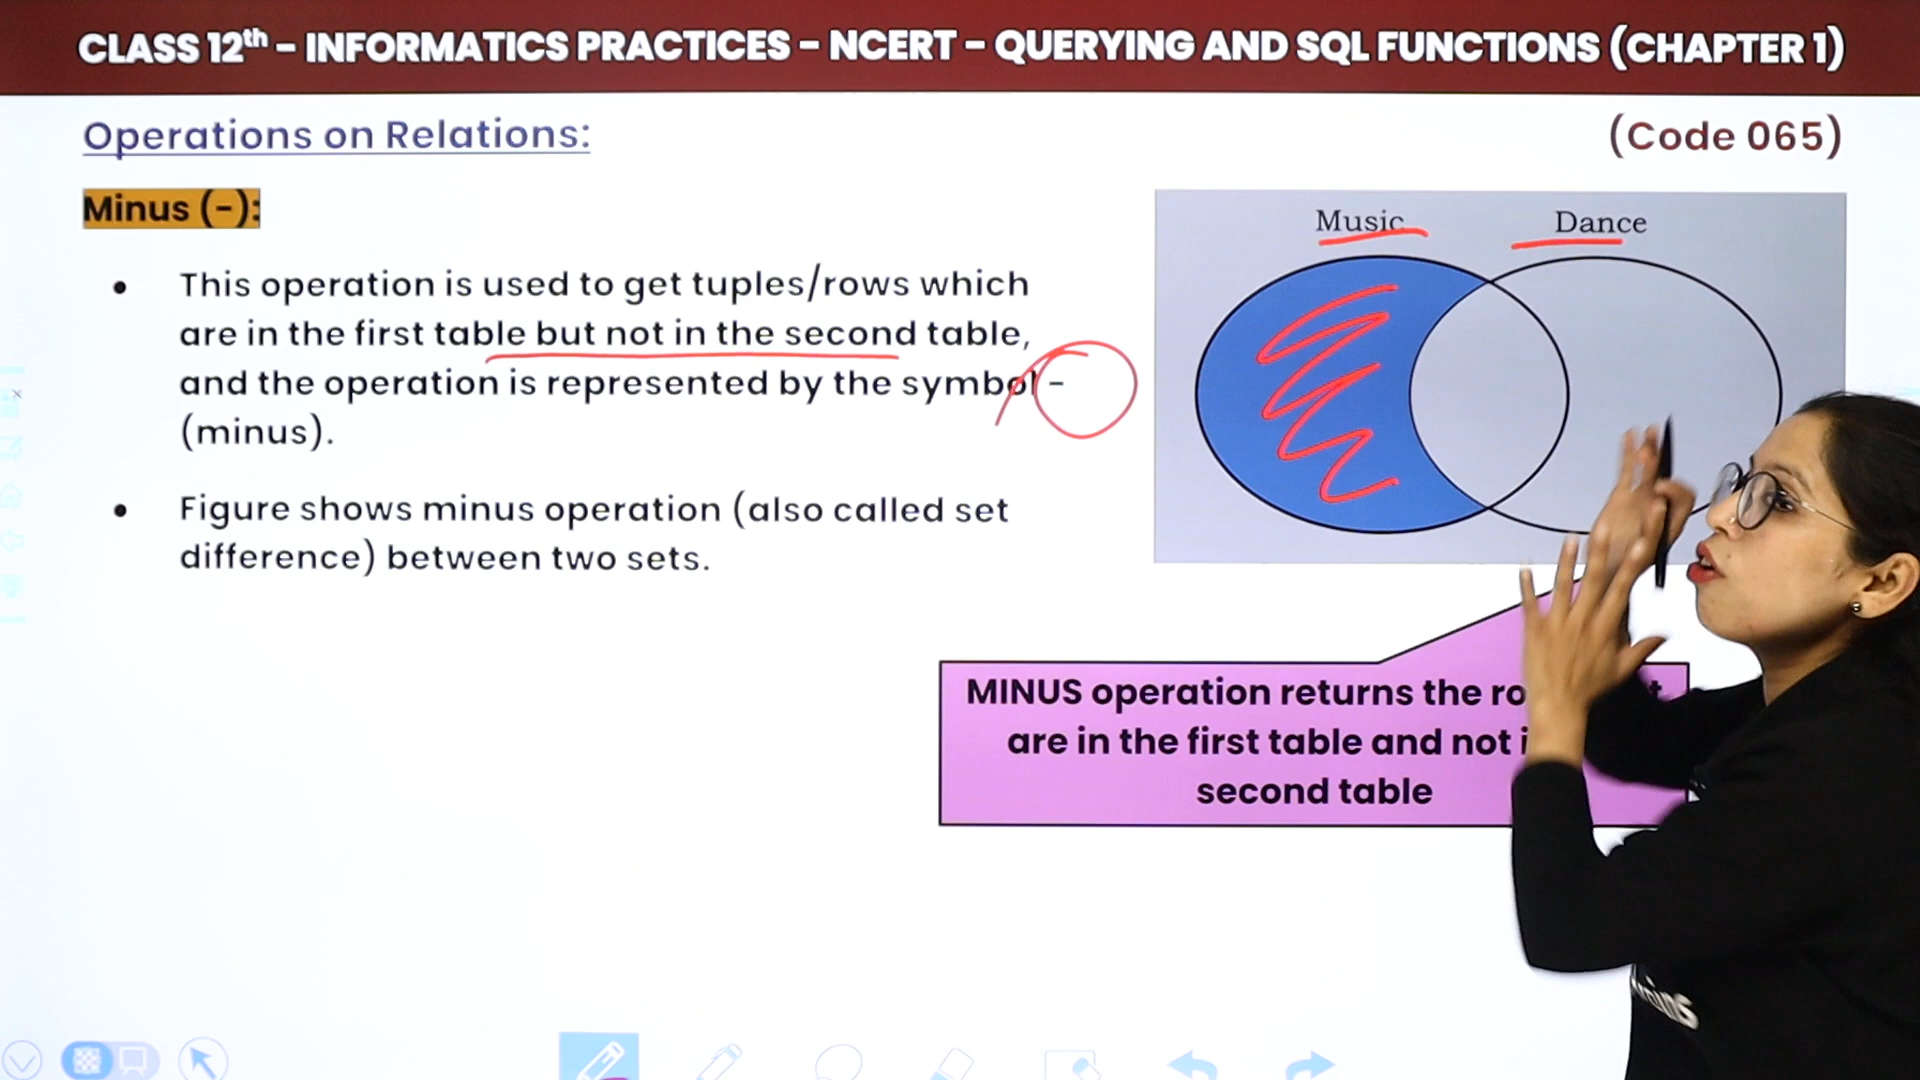 CLASS 12th – INFORMATICS PRACTICES – NCERT – QUERYING AND SQL FUNCTIONS (CHAPTER 1)
Operations on Relations:
(Code 065)
Minus (-):
• This operation is used to get tuples/rows which
are in the first table but not in the second table,
and the operation is represented by the symbol -
(minus).
• Figure shows minus operation (also called set
difference) between two sets.
Music Dance
MINUS operation returns the
are in the first table and not
second table